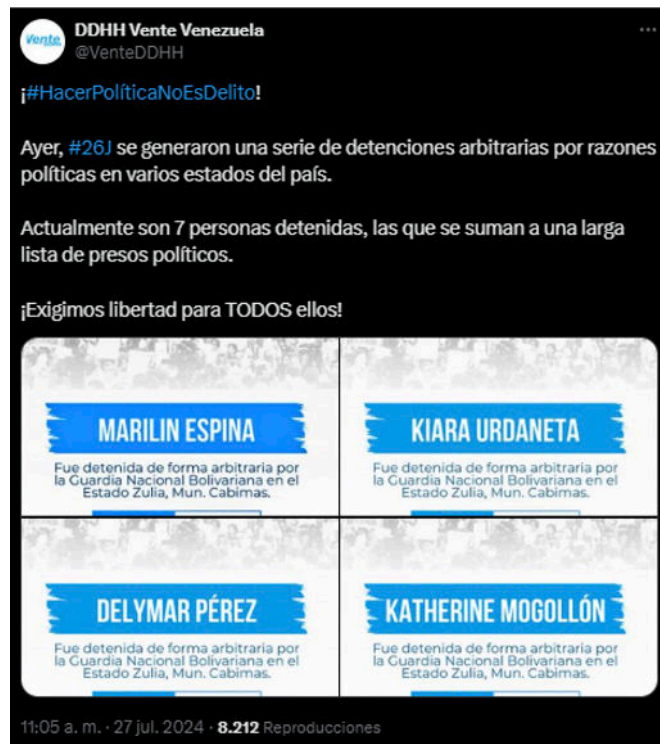 Vente
DDHH Vente Venezuela
@VenteDDHH
¡#HacerPolíticaNoEsDelito!
Ayer, #26J se generaron una serie de detenciones arbitrarias por razones
políticas en varios estados del país.
Actualmente son 7 personas detenidas, las que se suman a una larga
lista de presos políticos.
¡Exigimos libertad para TODOS ellos!
MARILIN ESPINA
Fue detenida de forma arbitraria por
la Guardia Nacional Bolivariana en el
Estado Zulia, Mun. Cabimas.
KIARA URDANETA
Fue detenida de forma arbitraria por
la Guardia Nacional Bolivariana en el
Estado Zulia, Mun. Cabimas.
DELYMAR PÉREZ
Fue detenida de forma arbitraria por
la Guardia Nacional Bolivariana en el
Estado Zulia, Mun. Cabimas.
KATHERINE MOGOLLÓN
Fue detenida de forma arbitraria por
la Guardia Nacional Bolivariana en el
Estado Zulia, Mun. Cabimas.
11:05 a. m. · 27 jul. 2024 · 8.212 Reproducciones